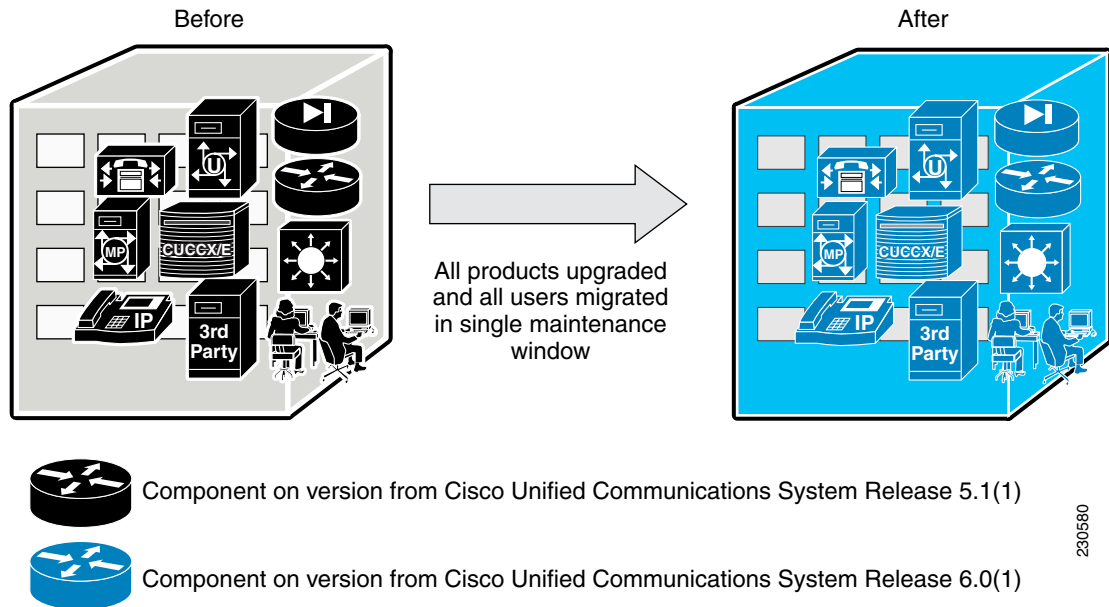 Before
After
U
MP
CUCCX/E
IP
3rd
Party
U
MP
CUCCX/E
IP
3rd
Party
All products upgraded
and all users migrated
in single maintenance
window
Component on version from Cisco Unified Communications System Release 5.1(1)
Component on version from Cisco Unified Communications System Release 6.0(1)
230580